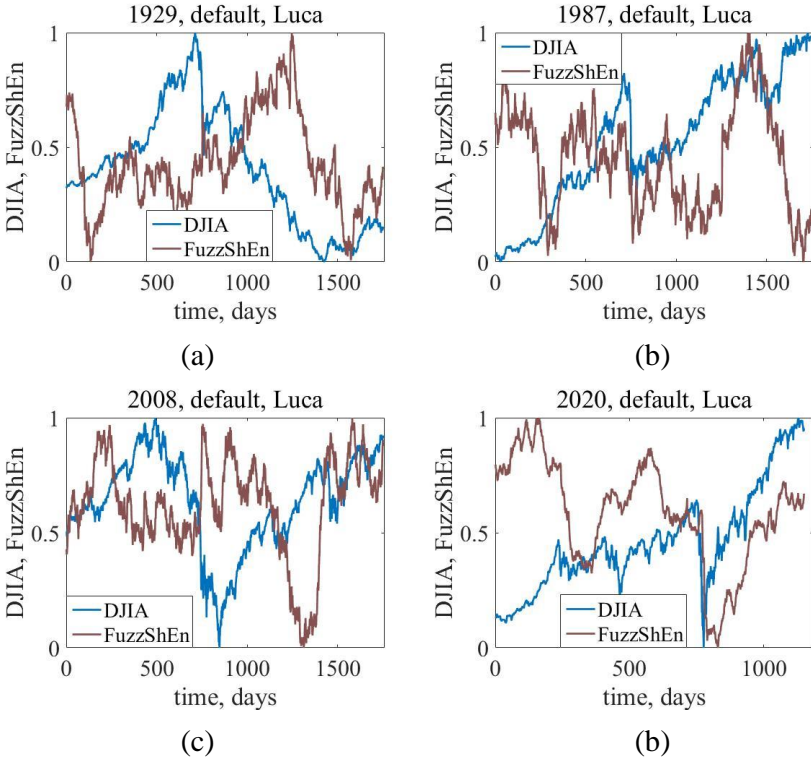 1929, default, Luca
DJIA, FuzzShEn
1
0.5
0
DJIA
FuzzShEn
0
500
1000
1500
time, days
(a)
1987, default, Luca
DJIA, FuzzShEn
1
0.5
0
DJIA
FuzzShEn
0
500
1000
1500
time, days
(b)
2008, default, Luca
DJIA, FuzzShEn
1
0.5
0
DJIA
FuzzShEn
0
500
1000
1500
time, days
(c)
2020, default, Luca
DJIA, FuzzShEn
1
0.5
0
DJIA
FuzzShEn
0
500
1000
time, days
(b)